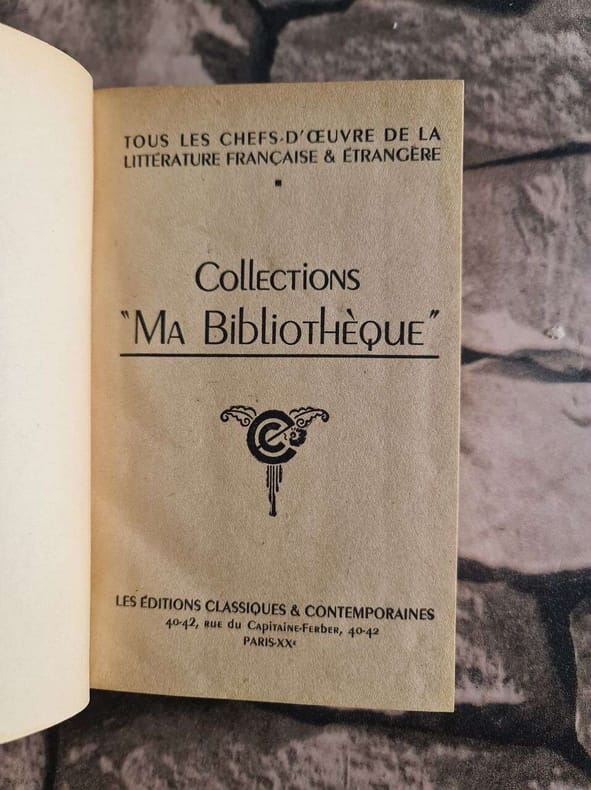 TOUS LES CHEFS-D'ŒUVRE DE LA
LITTÉRATURE FRANÇAISE & ÉTRANGÈRE
Collections
"Ma Bibliothèque"
LES ÉDITIONS CLASSIQUES & CONTEMPORAINES
40-42, rue du Capitaine-Ferber, 40-42
PARIS-XXᵉ